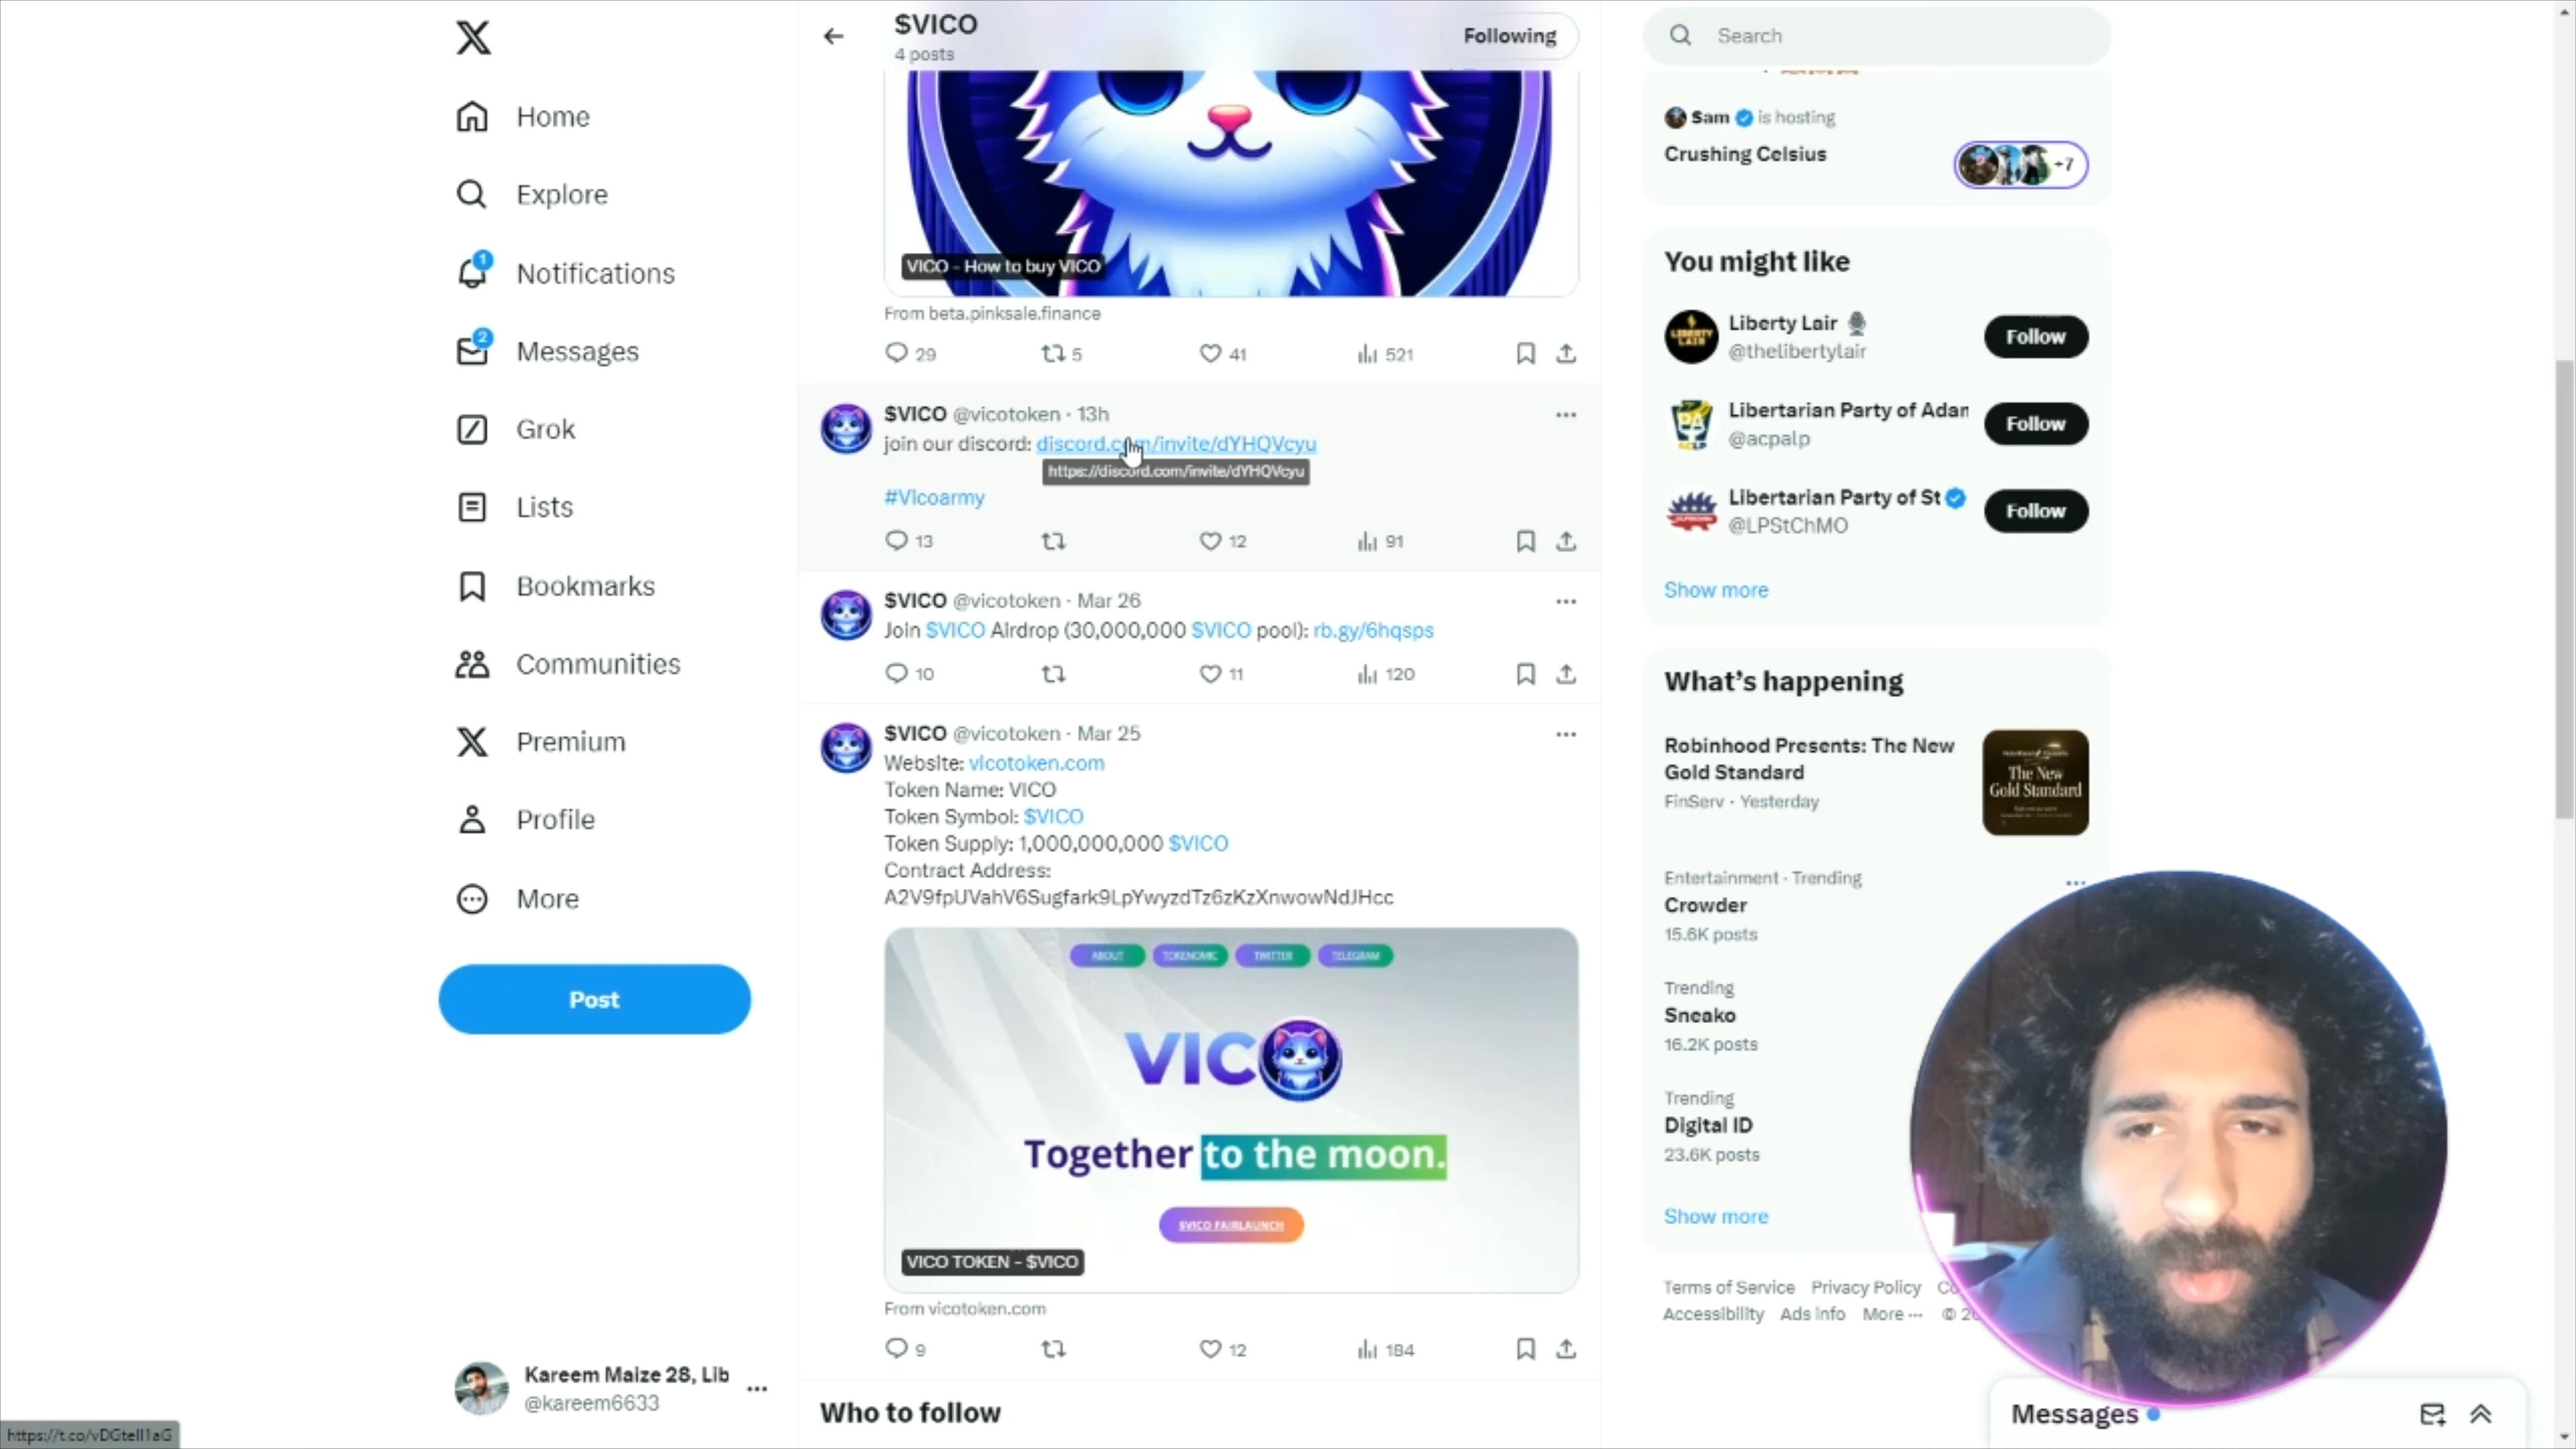 Home
Explore
1
Notifications
2
Messages
Grok
Lists
Bookmarks
Communities
Premium
Profile
More
Post
Kareem Maize 28, Lib
@kareem6633
https://t.co/vDGtell1aG
$VICO
4 posts
Following
VICO - How to buy VICO
From beta.pinksale.finance
29
5
41
521
$VICO @vicotoken · 13h
join our discord: discord.com/invite/dYHQVcyu
https://discord.com/invite/dYHQVcyu
#VIcoarmy
13
12
91
$VICO @vicotoken · Mar 26
Join $VICO Airdrop (30,000,000 $VICO pool): rb.gy/6hqsps
10
11
120
$VICO @vicotoken · Mar 25
Website: vicotoken.com
Token Name: VICO
Token Symbol: $VICO
Token Supply: 1,000,000,000 $VICO
Contract Address:
A2V9fpUVahV6Sugfark9LpYwyzdTz6zKzXnwowNdJHcc
ABOUT
TOKENOMIC
TWITTER
TELEGRAM
VIC
Together to the moon.
$VICO FAIRLAUNCH
VICO TOKEN - $VICO
From vicotoken.com
9
12
184
Who to follow
Search
Sam is hosting
Crushing Celsius
+7
You might like
Liberty Lair
@thelibertylair
Follow
LIBERTY
LAIR
Libertarian Party of Adam
@acpalp
Follow
PA
Libertarian Party of St
@LPStChMO
Follow
Show more
What's happening
Robinhood Presents: The New
Gold Standard
FinServ · Yesterday
The New
Gold Standard
Entertainment · Trending
Crowder
15.6K posts
Trending
Sneako
16.2K posts
Trending
Digital ID
23.6K posts
Show more
Terms of Service Privacy Policy
Accessibility Ads info More ···
Messages